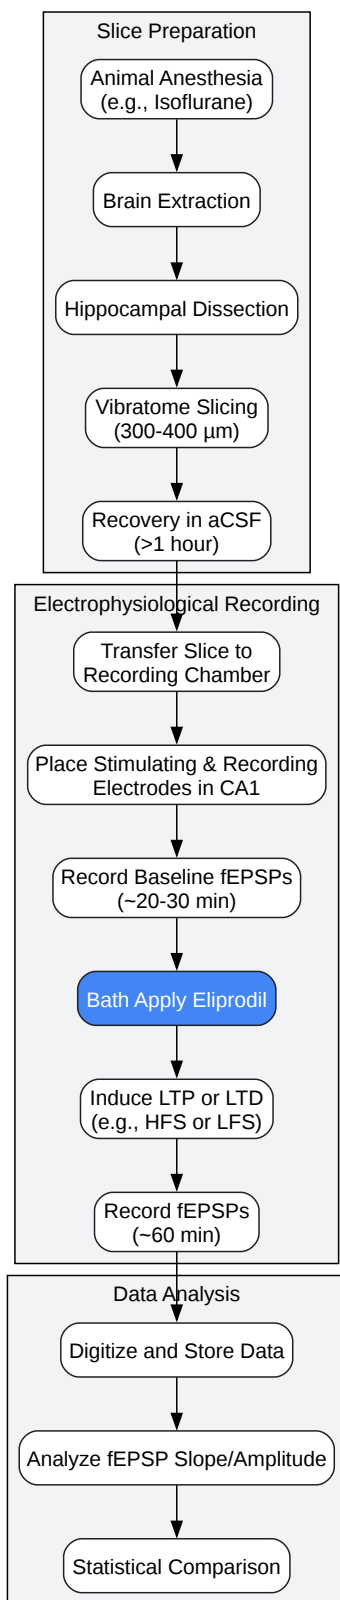 Slice Preparation
Animal Anesthesia
(e.g., Isoflurane)
Brain Extraction
Hippocampal Dissection
Vibratome Slicing
(300-400 µm)
Recovery in aCSF
(>1 hour)
Electrophysiological Recording
Transfer Slice to
Recording Chamber
Place Stimulating & Recording
Electrodes in CA1
Record Baseline fEPSPs
(~20-30 min)
Bath Apply Eliprodil
Induce LTP or LTD
(e.g., HFS or LFS)
Record fEPSPs
(~60 min)
Data Analysis
Digitize and Store Data
Analyze fEPSP Slope/Amplitude
Statistical Comparison